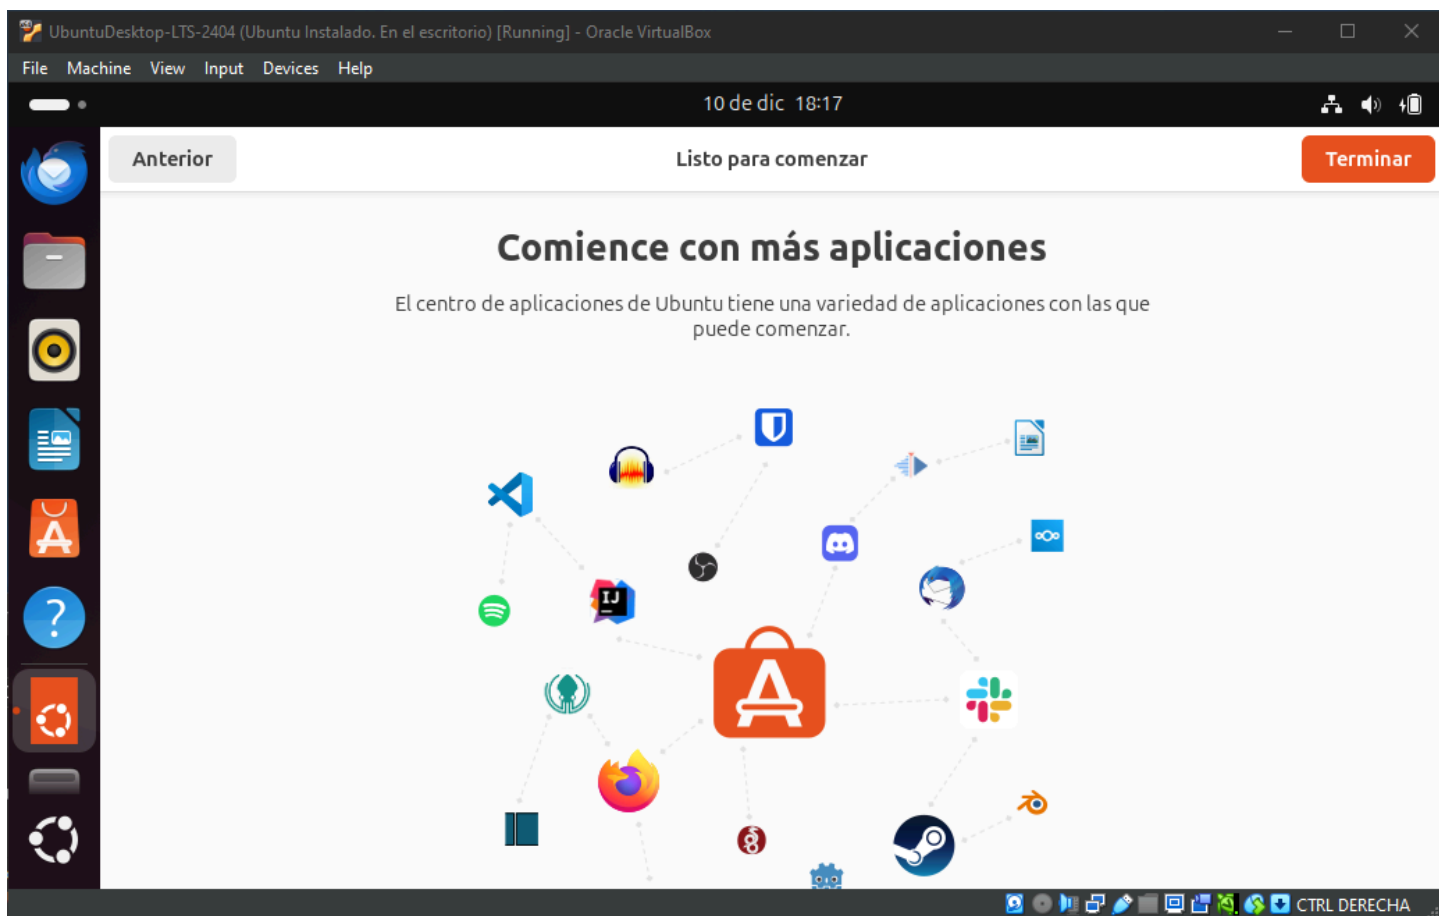 UbuntuDesktop-LTS-2404 (Ubuntu Instalado. En el escritorio) [Running] - Oracle VirtualBox
File Machine View Input Devices Help
10 de dic 18:17
Anterior
Listo para comenzar
Terminar
Comience con más aplicaciones
El centro de aplicaciones de Ubuntu tiene una variedad de aplicaciones con las que
puede comenzar.
IJ
CTRL DERECHA